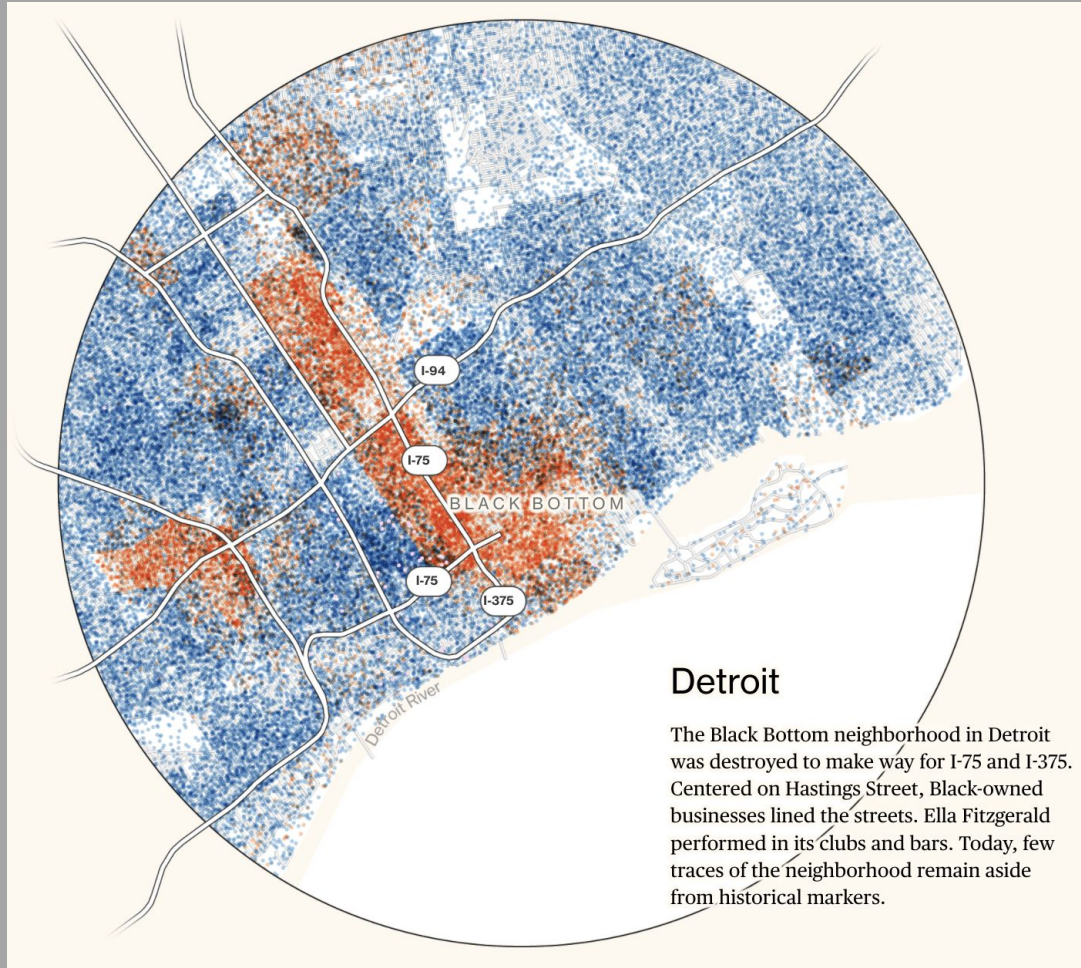 I-94
I-75
BLACK BOTTOM
I-75
I-375
Detroit River
Detroit
The Black Bottom neighborhood in Detroit
was destroyed to make way for I-75 and I-375.
Centered on Hastings Street, Black-owned
businesses lined the streets. Ella Fitzgerald
performed in its clubs and bars. Today, few
traces of the neighborhood remain aside
from historical markers.